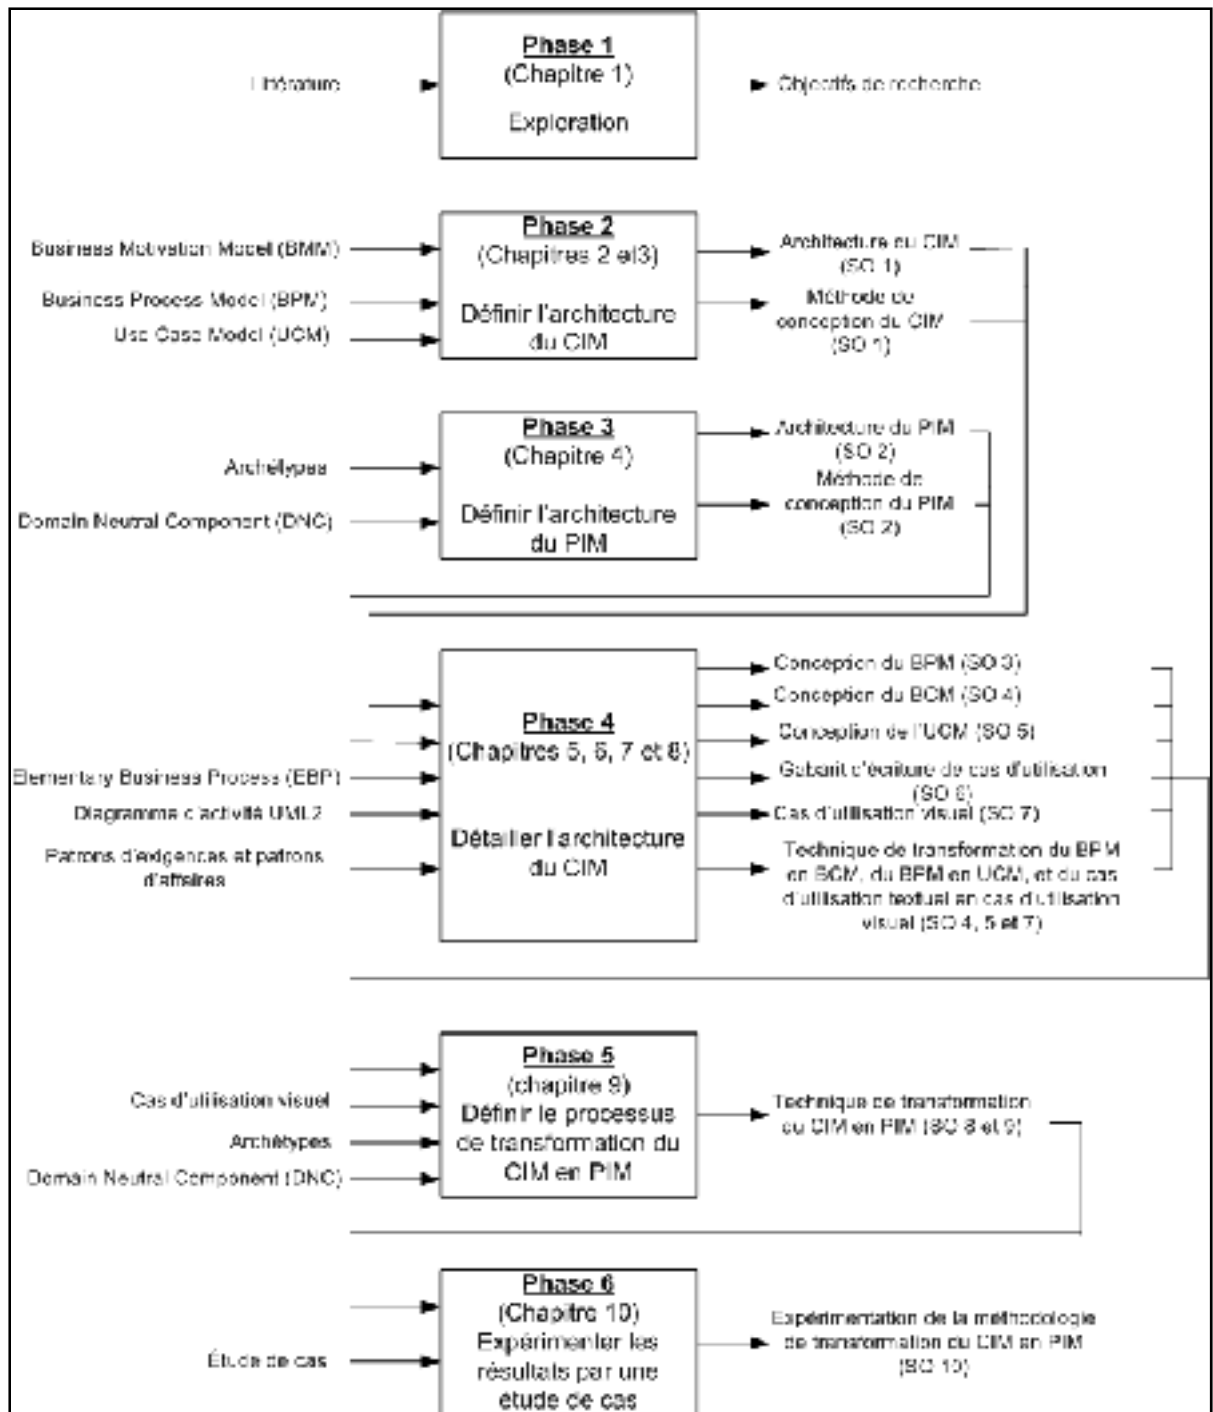 Phase 1
(Chapitre 1)
Exploration
Littérature
Objectifs de recherche
Phase 2
(Chapitres 2 et3)
Définir l'architecture
du CIM
Business Motivation Model (BMM)
Business Process Model (BPM)
Use Case Model (UCM)
Architecture du CIM
(SO 1)
Méthode de
conception du CIM
(SO 1)
Phase 3
(Chapitre 4)
Définir l'architecture
du PIM
Archétypes
Domain Neutral Component (DNC)
Architecture du PIM
(SO 2)
Méthode de
conception du PIM
(SO 2)
Phase 4
(Chapitres 5, 6, 7 et 8)
Détailler l'architecture
du CIM
Elementary Business Process (EBP)
Diagramme d'activité UML2
Patrons d'exigences et patrons
d'affaires
Conception du BPM (SO 3)
Conception du BCM (SO 4)
Conception de l'UCM (SO 5)
Gabarit d'écriture de cas d'utilisation
(SO 6)
Cas d'utilisation visuel (SO 7)
Technique de transformation du BPM
en BCM, du BPM en UCM, et du cas
d'utilisation textuel en cas d'utilisation
visuel (SO 4, 5 et 7)
Phase 5
(chapitre 9)
Définir le processus
de transformation du
CIM en PIM
Cas d'utilisation visuel
Archétypes
Domain Neutral Component (DNC)
Technique de transformation
du CIM en PIM (SO 8 et 9)
Phase 6
(Chapitre 10)
Expérimenter les
résultats par une
étude de cas
Étude de cas
Expérimentation de la méthodologie
de transformation du CIM en PIM
(SO 10)